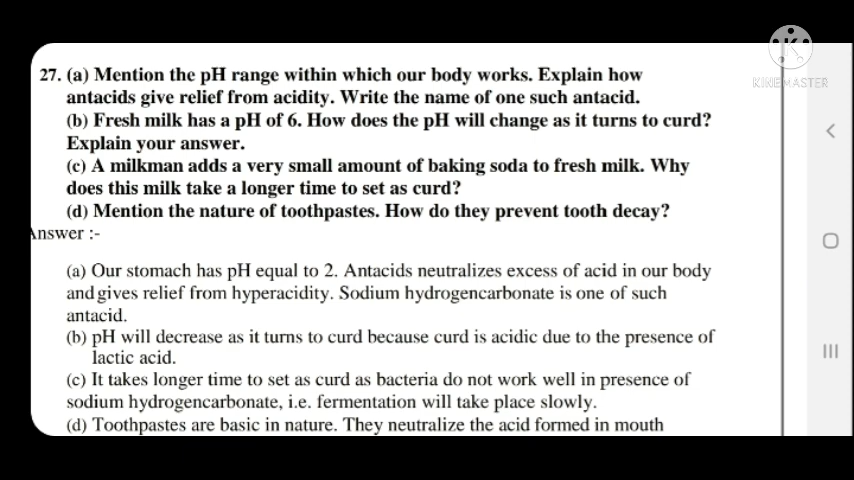 KINEMASTER
27. (a) Mention the pH range within which our body works. Explain how
antacids give relief from acidity. Write the name of one such antacid.
(b) Fresh milk has a pH of 6. How does the pH will change as it turns to curd?
Explain your answer.
(c) A milkman adds a very small amount of baking soda to fresh milk. Why
does this milk take a longer time to set as curd?
(d) Mention the nature of toothpastes. How do they prevent tooth decay?
Answer :-
(a) Our stomach has pH equal to 2. Antacids neutralizes excess of acid in our body
and gives relief from hyperacidity. Sodium hydrogencarbonate is one of such
antacid.
(b) pH will decrease as it turns to curd because curd is acidic due to the presence of
lactic acid.
(c) It takes longer time to set as curd as bacteria do not work well in presence of
sodium hydrogencarbonate, i.e. fermentation will take place slowly.
(d) Toothpastes are basic in nature. They neutralize the acid formed in mouth